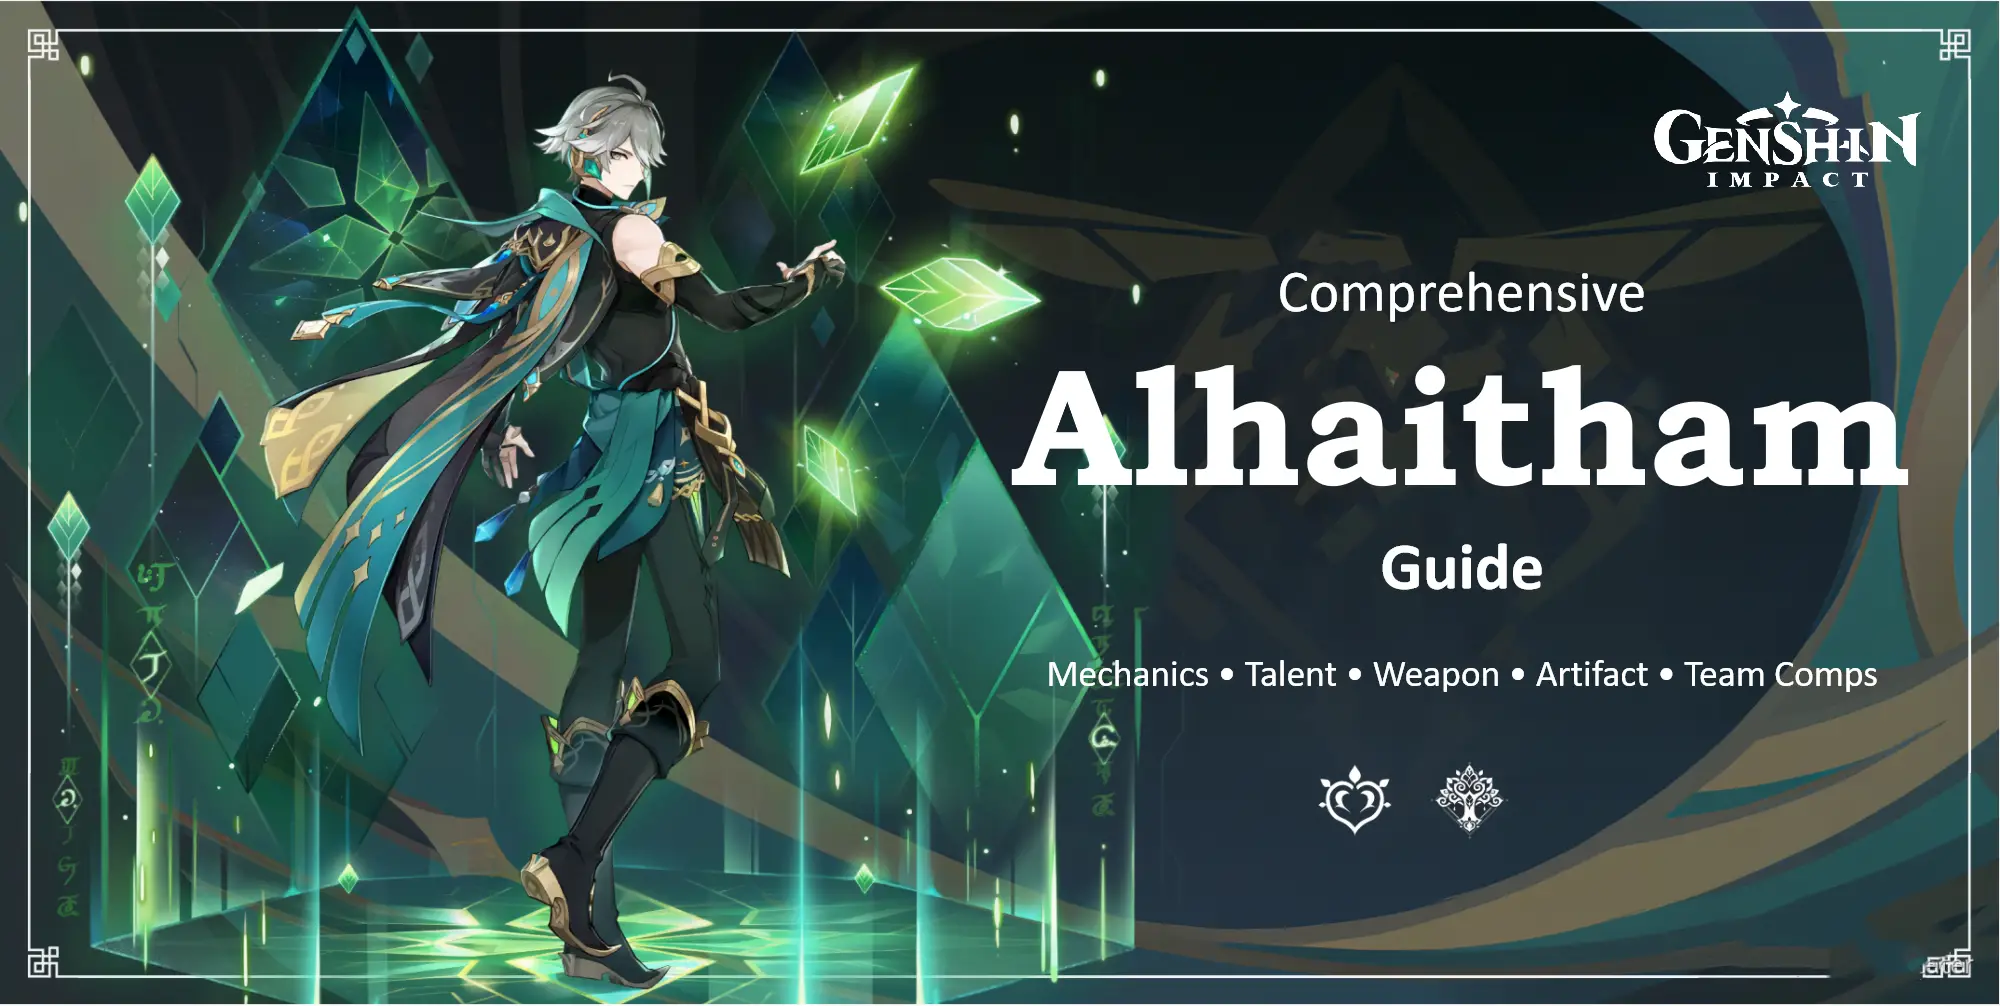 GENSHIN
IMPACT
Comprehensive
Alhaitham
Guide
Mechanics • Talent • Weapon • Artifact • Team Comps